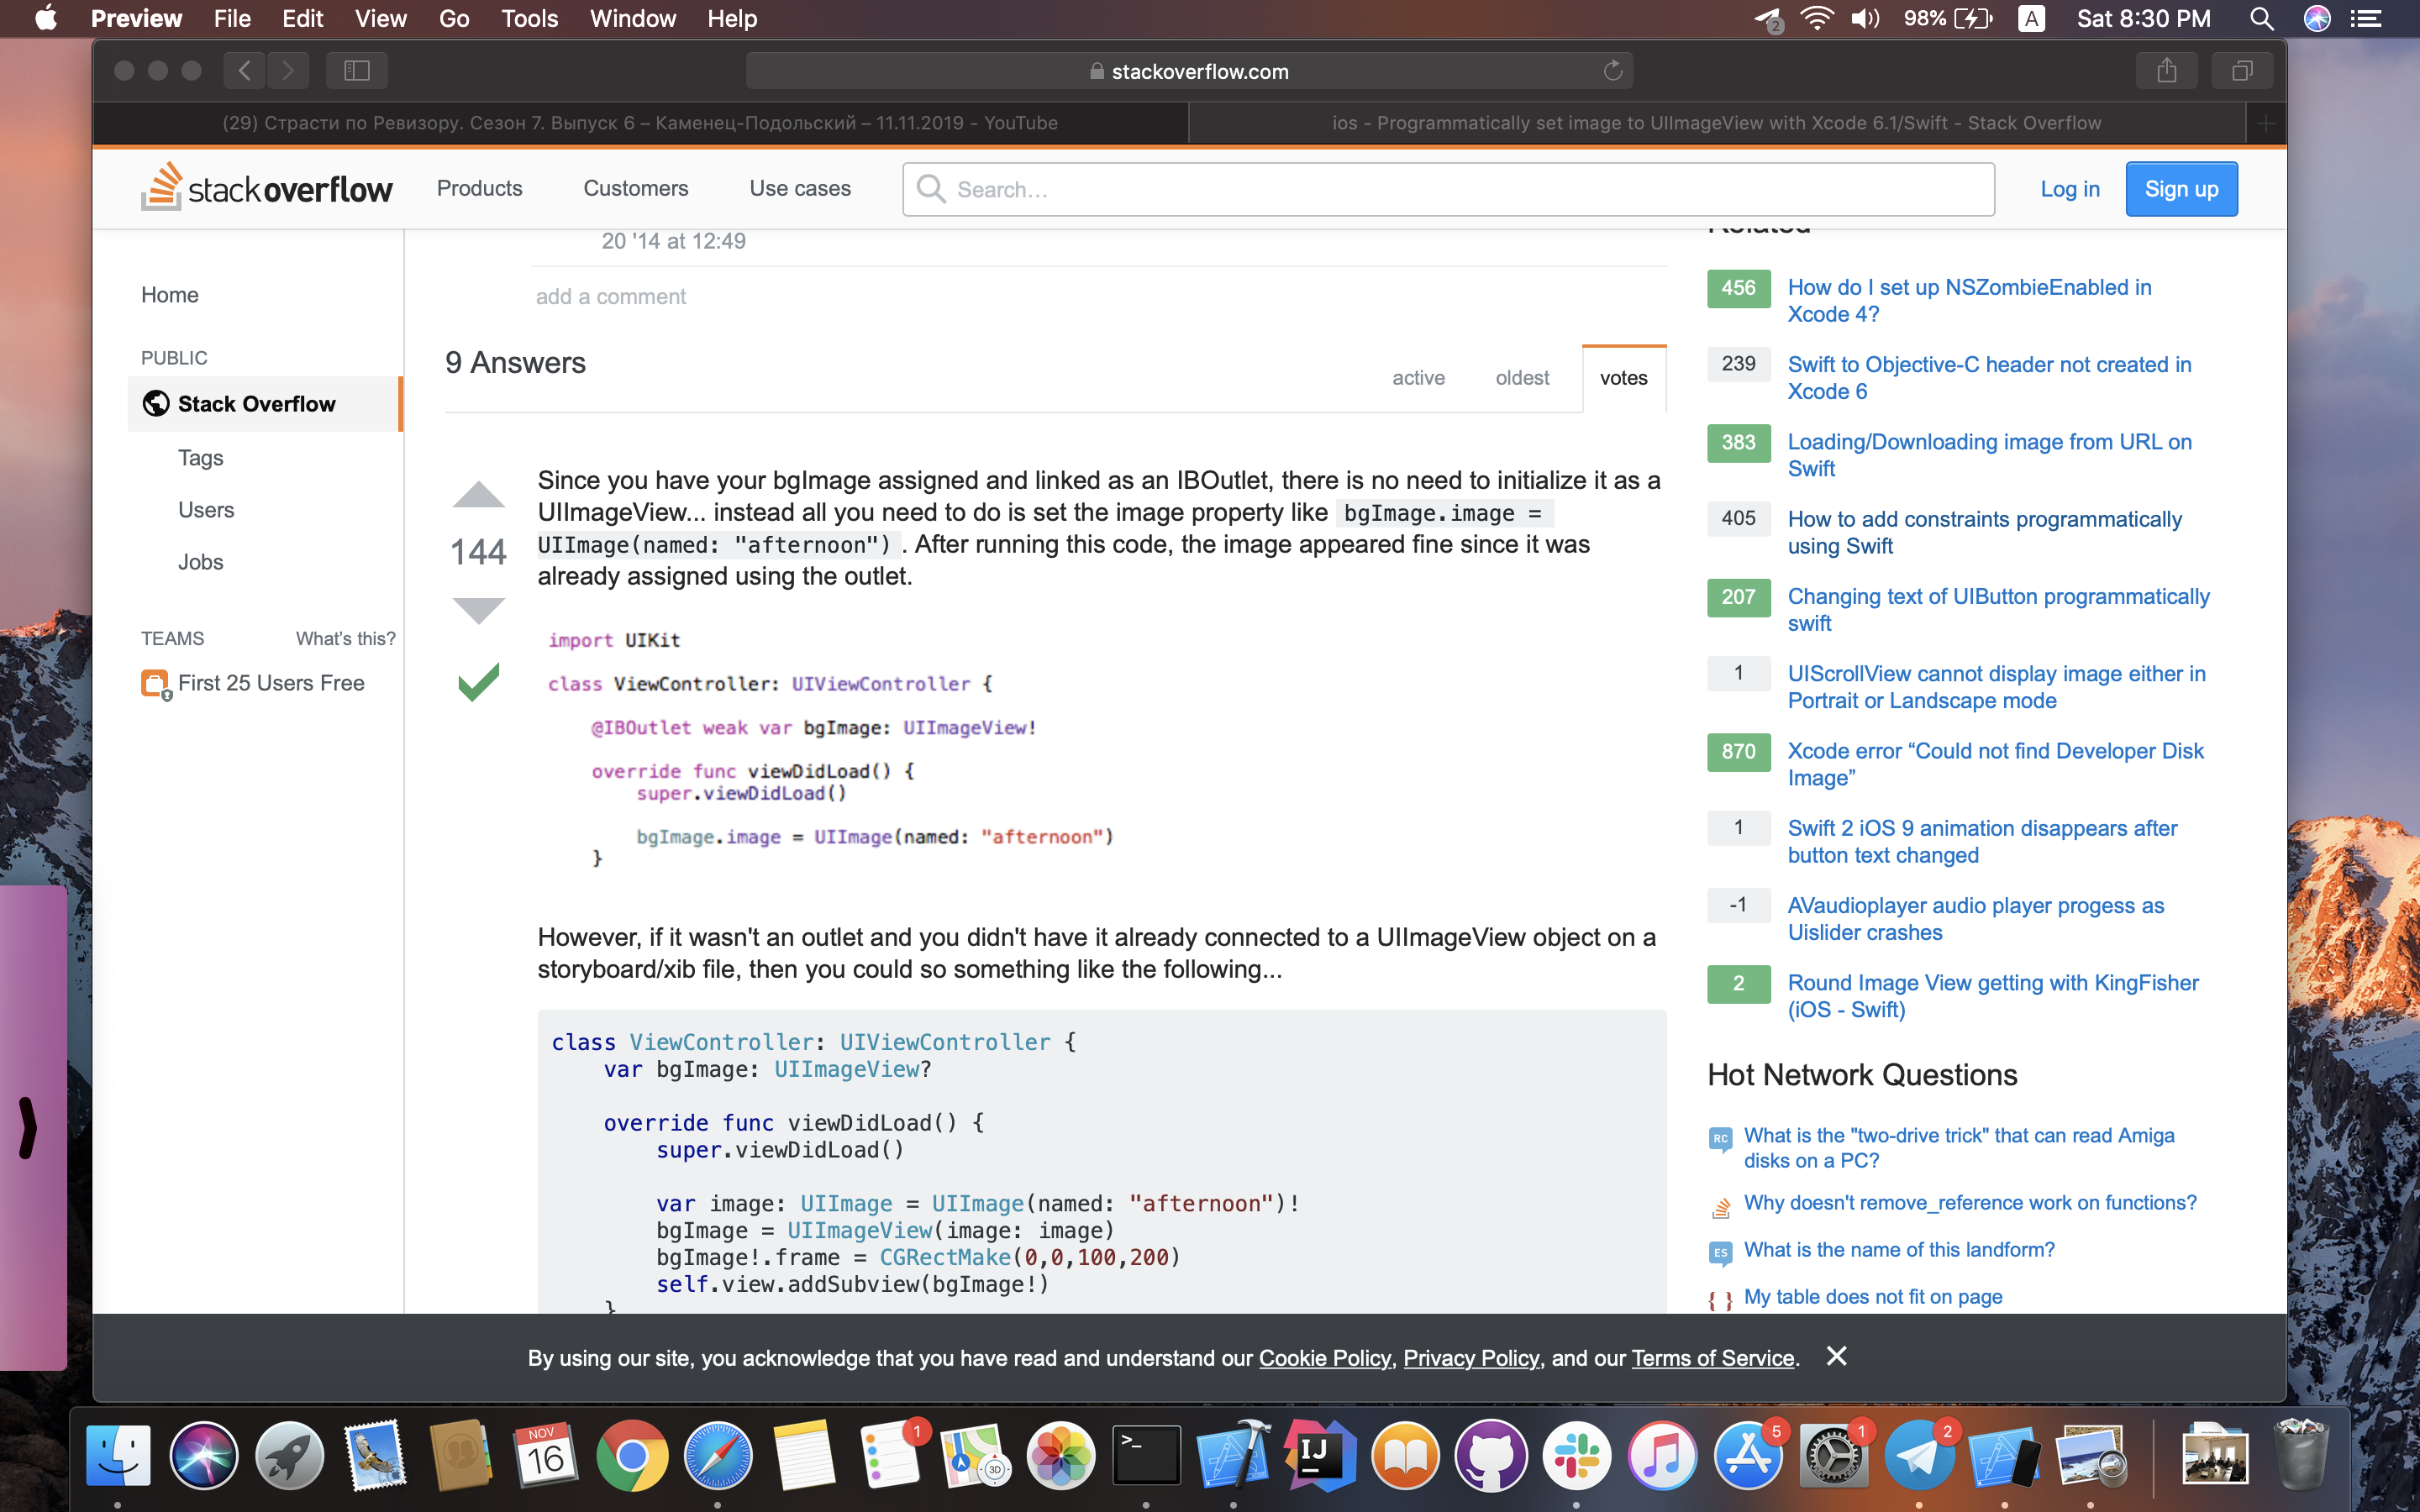 Preview File Edit View Go Tools Window Help
2 98% A Sat 8:30 PM
stackoverflow.com
(29) Страсти по Ревизору. Сезон 7. Выпуск 6 – Каменец-Подольский – 11.11.2019 - YouTube
ios - Programmatically set image to UIImageView with Xcode 6.1/Swift - Stack Overflow
stackoverflow
Products Customers Use cases Search... Log in Sign up
Home
PUBLIC
Stack Overflow
Tags
Users
Jobs
TEAMS What's this?
First 25 Users Free
20 '14 at 12:49
add a comment
9 Answers
active oldest votes
144
Since you have your bgImage assigned and linked as an IBOutlet, there is no need to initialize it as a
UIImageView... instead all you need to do is set the image property like bgImage.image =
UIImage(named: "afternoon"). After running this code, the image appeared fine since it was
already assigned using the outlet.
import UIKit
class ViewController: UIViewController {
@IBOutlet weak var bgImage: UIImageView!
override func viewDidLoad() {
super.viewDidLoad()
bgImage.image = UIImage(named: "afternoon")
}
However, if it wasn't an outlet and you didn't have it already connected to a UIImageView object on a
storyboard/xib file, then you could so something like the following...
class ViewController: UIViewController {
var bgImage: UIImageView?
override func viewDidLoad() {
super.viewDidLoad()
var image: UIImage = UIImage(named: "afternoon")!
bgImage = UIImageView(image: image)
bgImage!.frame = CGRectMake(0,0,100,200)
self.view.addSubview(bgImage!)
}
Related
456 How do I set up NSZombieEnabled in
Xcode 4?
239 Swift to Objective-C header not created in
Xcode 6
383 Loading/Downloading image from URL on
Swift
405 How to add constraints programmatically
using Swift
207 Changing text of UIButton programmatically
swift
1 UIScrollView cannot display image either in
Portrait or Landscape mode
870 Xcode error “Could not find Developer Disk
Image”
1 Swift 2 iOS 9 animation disappears after
button text changed
-1 AVaudioplayer audio player progess as
Uislider crashes
2 Round Image View getting with KingFisher
(iOS - Swift)
Hot Network Questions
RC What is the "two-drive trick" that can read Amiga
disks on a PC?
Why doesn't remove_reference work on functions?
ES What is the name of this landform?
{ } My table does not fit on page
By using our site, you acknowledge that you have read and understand our Cookie Policy, Privacy Policy, and our Terms of Service.
NOV
16 1 3D >_ IJ 5 1 2